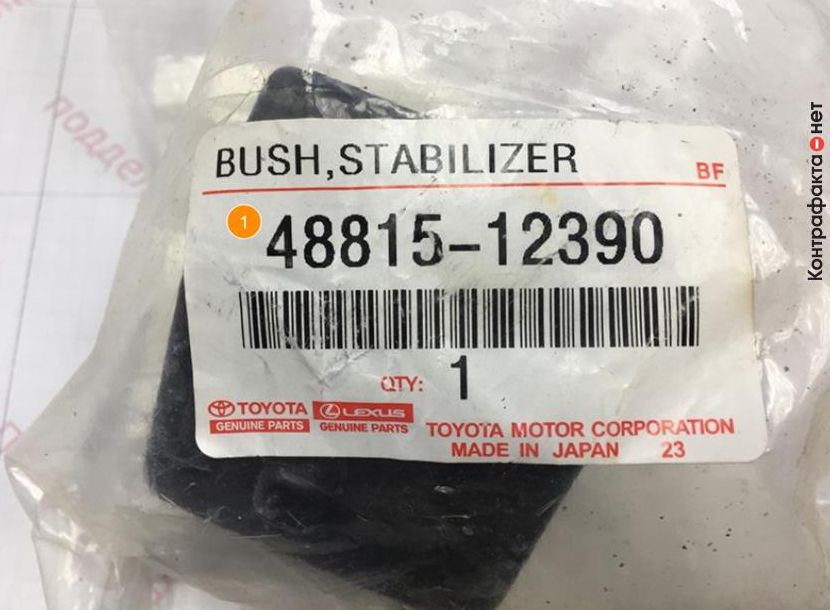 BUSH,STABILIZER
BF
1
48815-12390
QTY: 1
TOYOTA
GENUINE PARTS
LEXUS
GENUINE PARTS
TOYOTA MOTOR CORPORATION
MADE IN JAPAN 23
Контрафакта нет